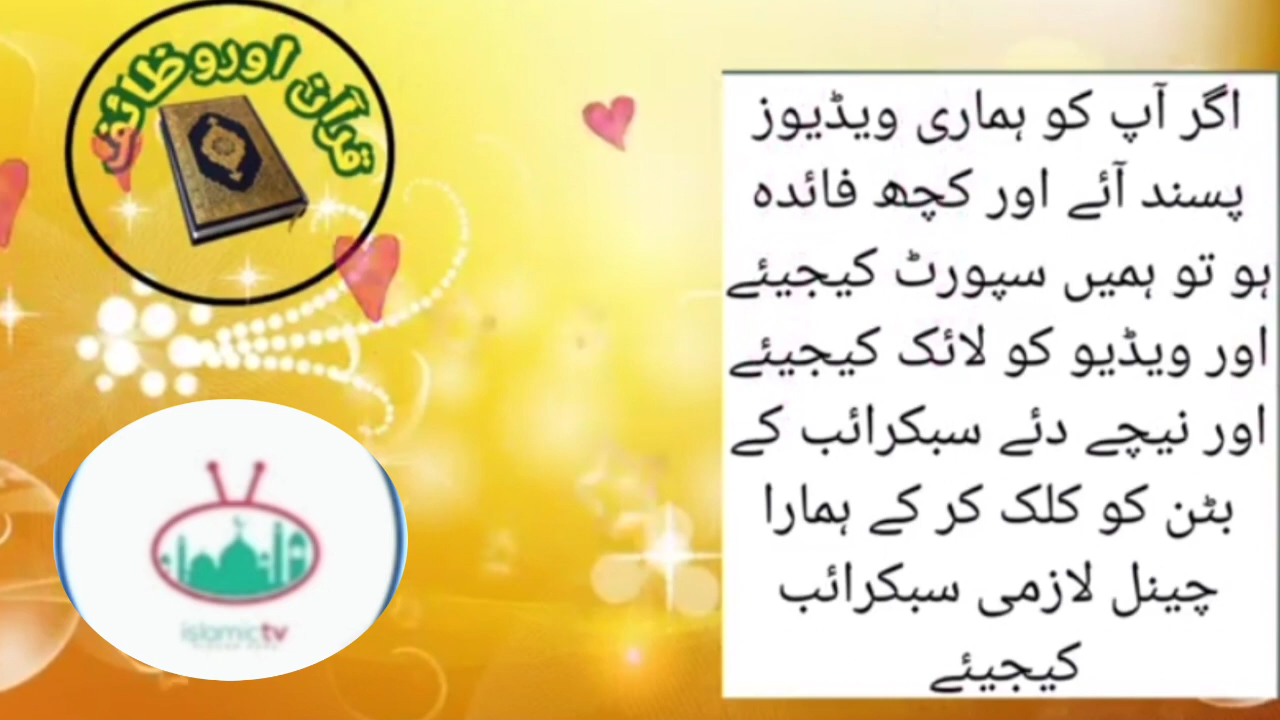 قرآن اور وظائف
اگر آپ کو ہماری ویڈیوز
پسند آئے اور کچھ فائدہ
ہو تو ہمیں سپورٹ کیجیئے
اور ویڈیو کو لائک کیجیئے
اور نیچے دئے سبکرائب کے
بٹن کو کلک کر کے ہمارا
چینل لازمی سبکرائب
کیجیئے
islamictv